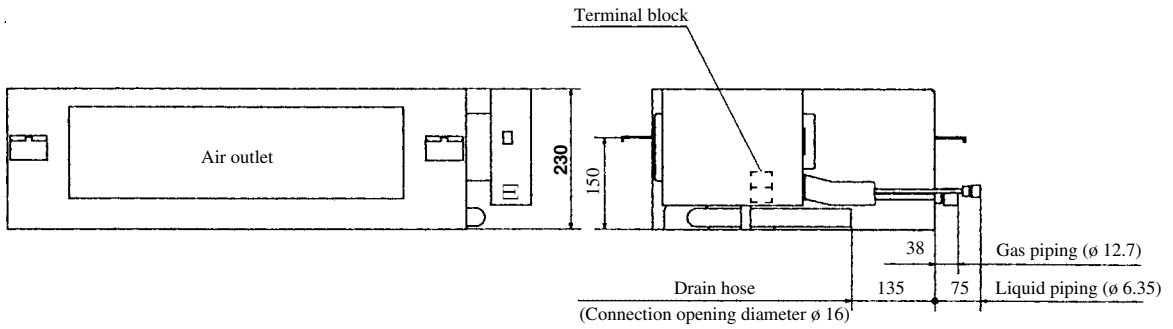 Terminal block
Air outlet
230
150
38
Gas piping (ø 12.7)
Drain hose
135
75
Liquid piping (ø 6.35)
(Connection opening diameter ø 16)